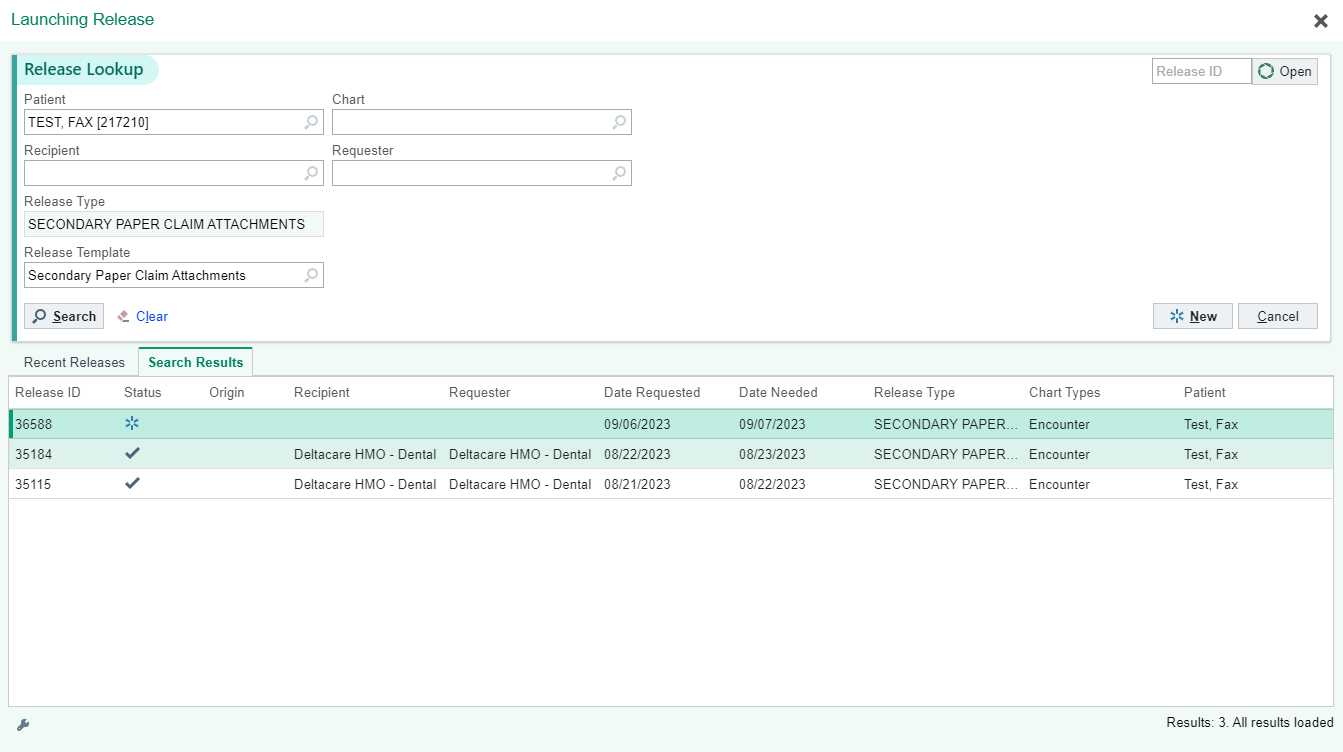 Launching Release
Release Lookup
Release ID
Open
Patient
Chart
TEST, FAX [217210]
Recipient
Requester
Release Type
SECONDARY PAPER CLAIM ATTACHMENTS
Release Template
Secondary Paper Claim Attachments
Search
Clear
New
Cancel
Recent Releases
Search Results
Release ID Status Origin Recipient Requester Date Requested Date Needed Release Type Chart Types Patient
36588 09/06/2023 09/07/2023 SECONDARY PAPER... Encounter Test, Fax
35184 Deltacare HMO - Dental Deltacare HMO - Dental 08/22/2023 08/23/2023 SECONDARY PAPER... Encounter Test, Fax
35115 Deltacare HMO - Dental Deltacare HMO - Dental 08/21/2023 08/22/2023 SECONDARY PAPER... Encounter Test, Fax
Results: 3. All results loaded